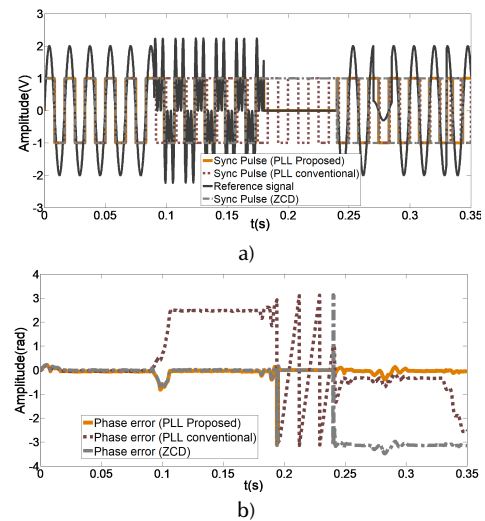 a)
3
2
1
0
-1
-2
-3
Amplitude(V)
Sync Pulse (PLL Proposed)
Sync Pulse (PLL conventional)
Reference signal
Sync Pulse (ZCD)
0 0.05 0.1 0.15 0.2 0.25 0.3 0.35
t(s)
a)
4
3
2
1
0
-1
-2
-3
-4
Amplitude(rad)
Phase error (PLL Proposed)
Phase error (PLL conventional)
Phase error (ZCD)
0 0.05 0.1 0.15 0.2 0.25 0.3 0.35
t(s)
b)